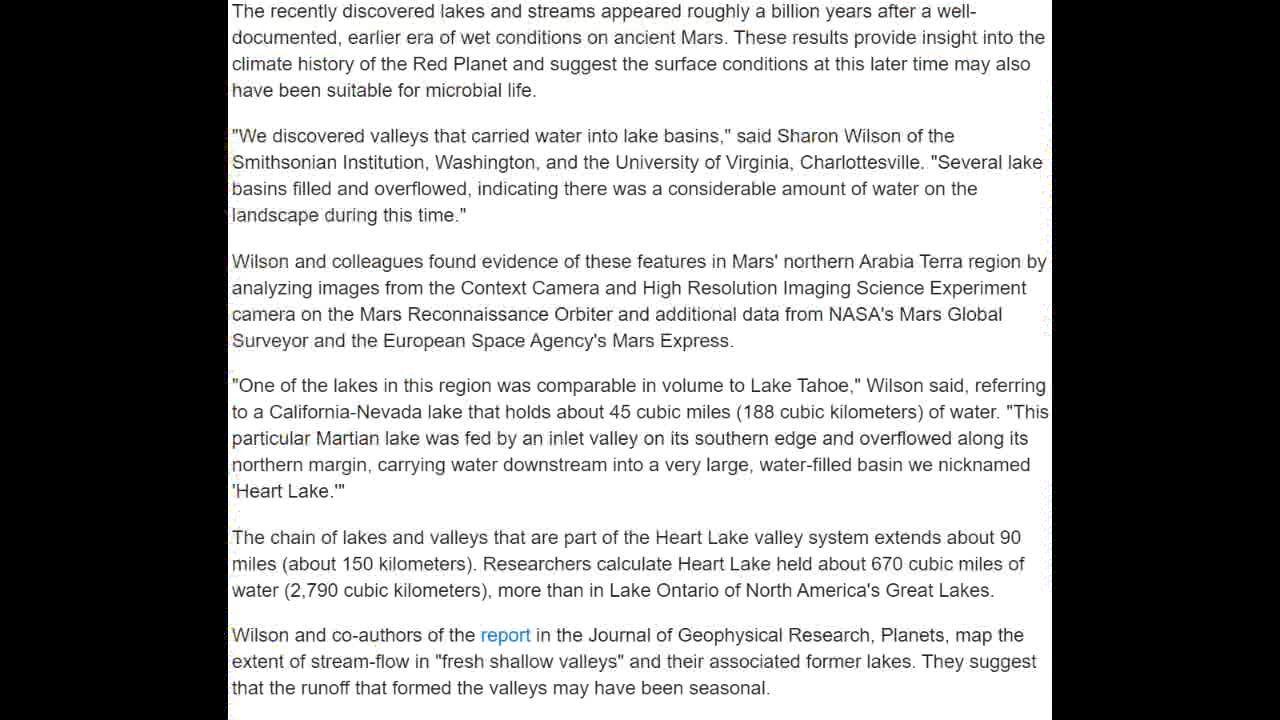 The recently discovered lakes and streams appeared roughly a billion years after a well-
documented, earlier era of wet conditions on ancient Mars. These results provide insight into the
climate history of the Red Planet and suggest the surface conditions at this later time may also
have been suitable for microbial life.
"We discovered valleys that carried water into lake basins," said Sharon Wilson of the
Smithsonian Institution, Washington, and the University of Virginia, Charlottesville. "Several lake
basins filled and overflowed, indicating there was a considerable amount of water on the
landscape during this time."
Wilson and colleagues found evidence of these features in Mars' northern Arabia Terra region by
analyzing images from the Context Camera and High Resolution Imaging Science Experiment
camera on the Mars Reconnaissance Orbiter and additional data from NASA's Mars Global
Surveyor and the European Space Agency's Mars Express.
"One of the lakes in this region was comparable in volume to Lake Tahoe," Wilson said, referring
to a California-Nevada lake that holds about 45 cubic miles (188 cubic kilometers) of water. "This
particular Martian lake was fed by an inlet valley on its southern edge and overflowed along its
northern margin, carrying water downstream into a very large, water-filled basin we nicknamed
'Heart Lake.'"
The chain of lakes and valleys that are part of the Heart Lake valley system extends about 90
miles (about 150 kilometers). Researchers calculate Heart Lake held about 670 cubic miles of
water (2,790 cubic kilometers), more than in Lake Ontario of North America's Great Lakes.
Wilson and co-authors of the report in the Journal of Geophysical Research, Planets, map the
extent of stream-flow in "fresh shallow valleys" and their associated former lakes. They suggest
that the runoff that formed the valleys may have been seasonal.